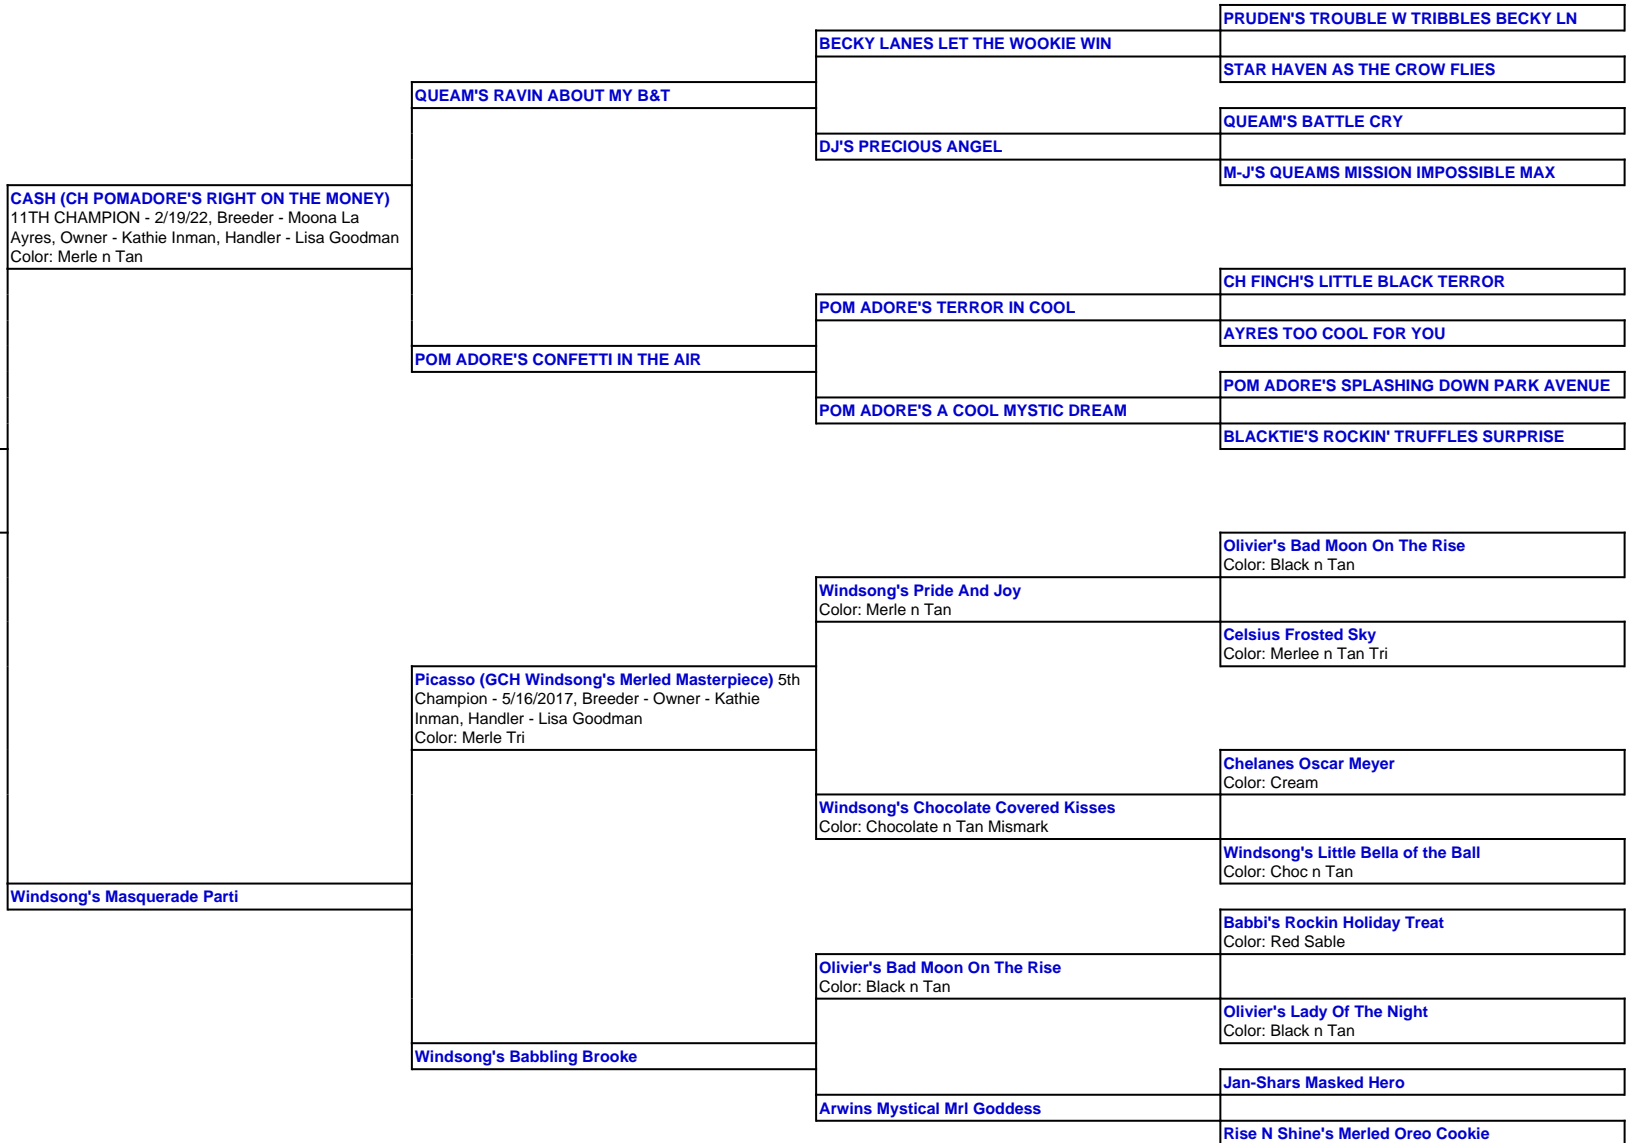 PRUDEN'S TROUBLE W TRIBBLES BECKY LN
BECKY LANES LET THE WOOKIE WIN
STAR HAVEN AS THE CROW FLIES
QUEAM'S RAVIN ABOUT MY B&T
QUEAM'S BATTLE CRY
DJ'S PRECIOUS ANGEL
M-J'S QUEAMS MISSION IMPOSSIBLE MAX
CASH (CH POMADORE'S RIGHT ON THE MONEY)
11TH CHAMPION - 2/19/22, Breeder - Moona La
Ayres, Owner - Kathie Inman, Handler - Lisa Goodman
Color: Merle n Tan
CH FINCH'S LITTLE BLACK TERROR
POM ADORE'S TERROR IN COOL
AYRES TOO COOL FOR YOU
POM ADORE'S CONFETTI IN THE AIR
POM ADORE'S SPLASHING DOWN PARK AVENUE
POM ADORE'S A COOL MYSTIC DREAM
BLACKTIE'S ROCKIN' TRUFFLES SURPRISE
Olivier's Bad Moon On The Rise
Color: Black n Tan
Windsong's Pride And Joy
Color: Merle n Tan
Celsius Frosted Sky
Color: Merlee n Tan Tri
Picasso (GCH Windsong's Merled Masterpiece) 5th
Champion - 5/16/2017, Breeder - Owner - Kathie
Inman, Handler - Lisa Goodman
Color: Merle Tri
Chelanes Oscar Meyer
Color: Cream
Windsong's Chocolate Covered Kisses
Color: Chocolate n Tan Mismark
Windsong's Little Bella of the Ball
Color: Choc n Tan
Windsong's Masquerade Parti
Babbi's Rockin Holiday Treat
Color: Red Sable
Olivier's Bad Moon On The Rise
Color: Black n Tan
Olivier's Lady Of The Night
Color: Black n Tan
Windsong's Babbling Brooke
Jan-Shars Masked Hero
Arwins Mystical Mrl Goddess
Rise N Shine's Merled Oreo Cookie